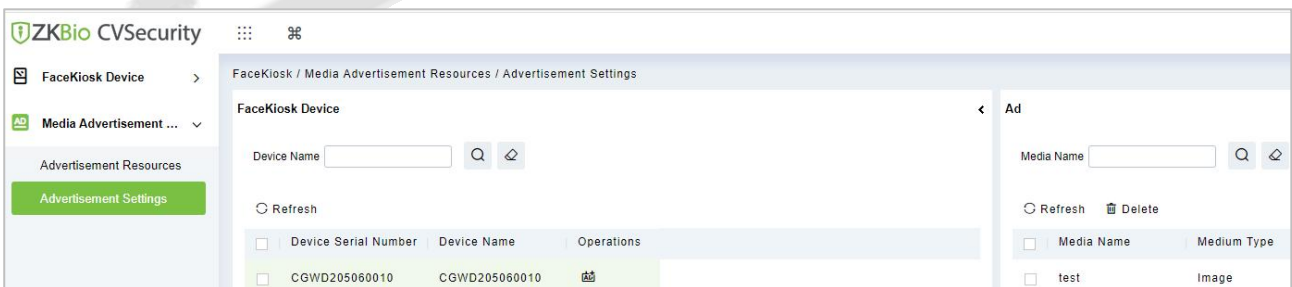 ZKBio CVSecurity
FaceKiosk Device
Media Advertisement ...
Advertisement Resources
Advertisement Settings
FaceKiosk / Media Advertisement Resources / Advertisement Settings
FaceKiosk Device
Device Name
Refresh
Device Serial Number Device Name Operations
CGWD205060010 CGWD205060010 AD
Ad
Media Name
Refresh Delete
Media Name Medium Type
test Image